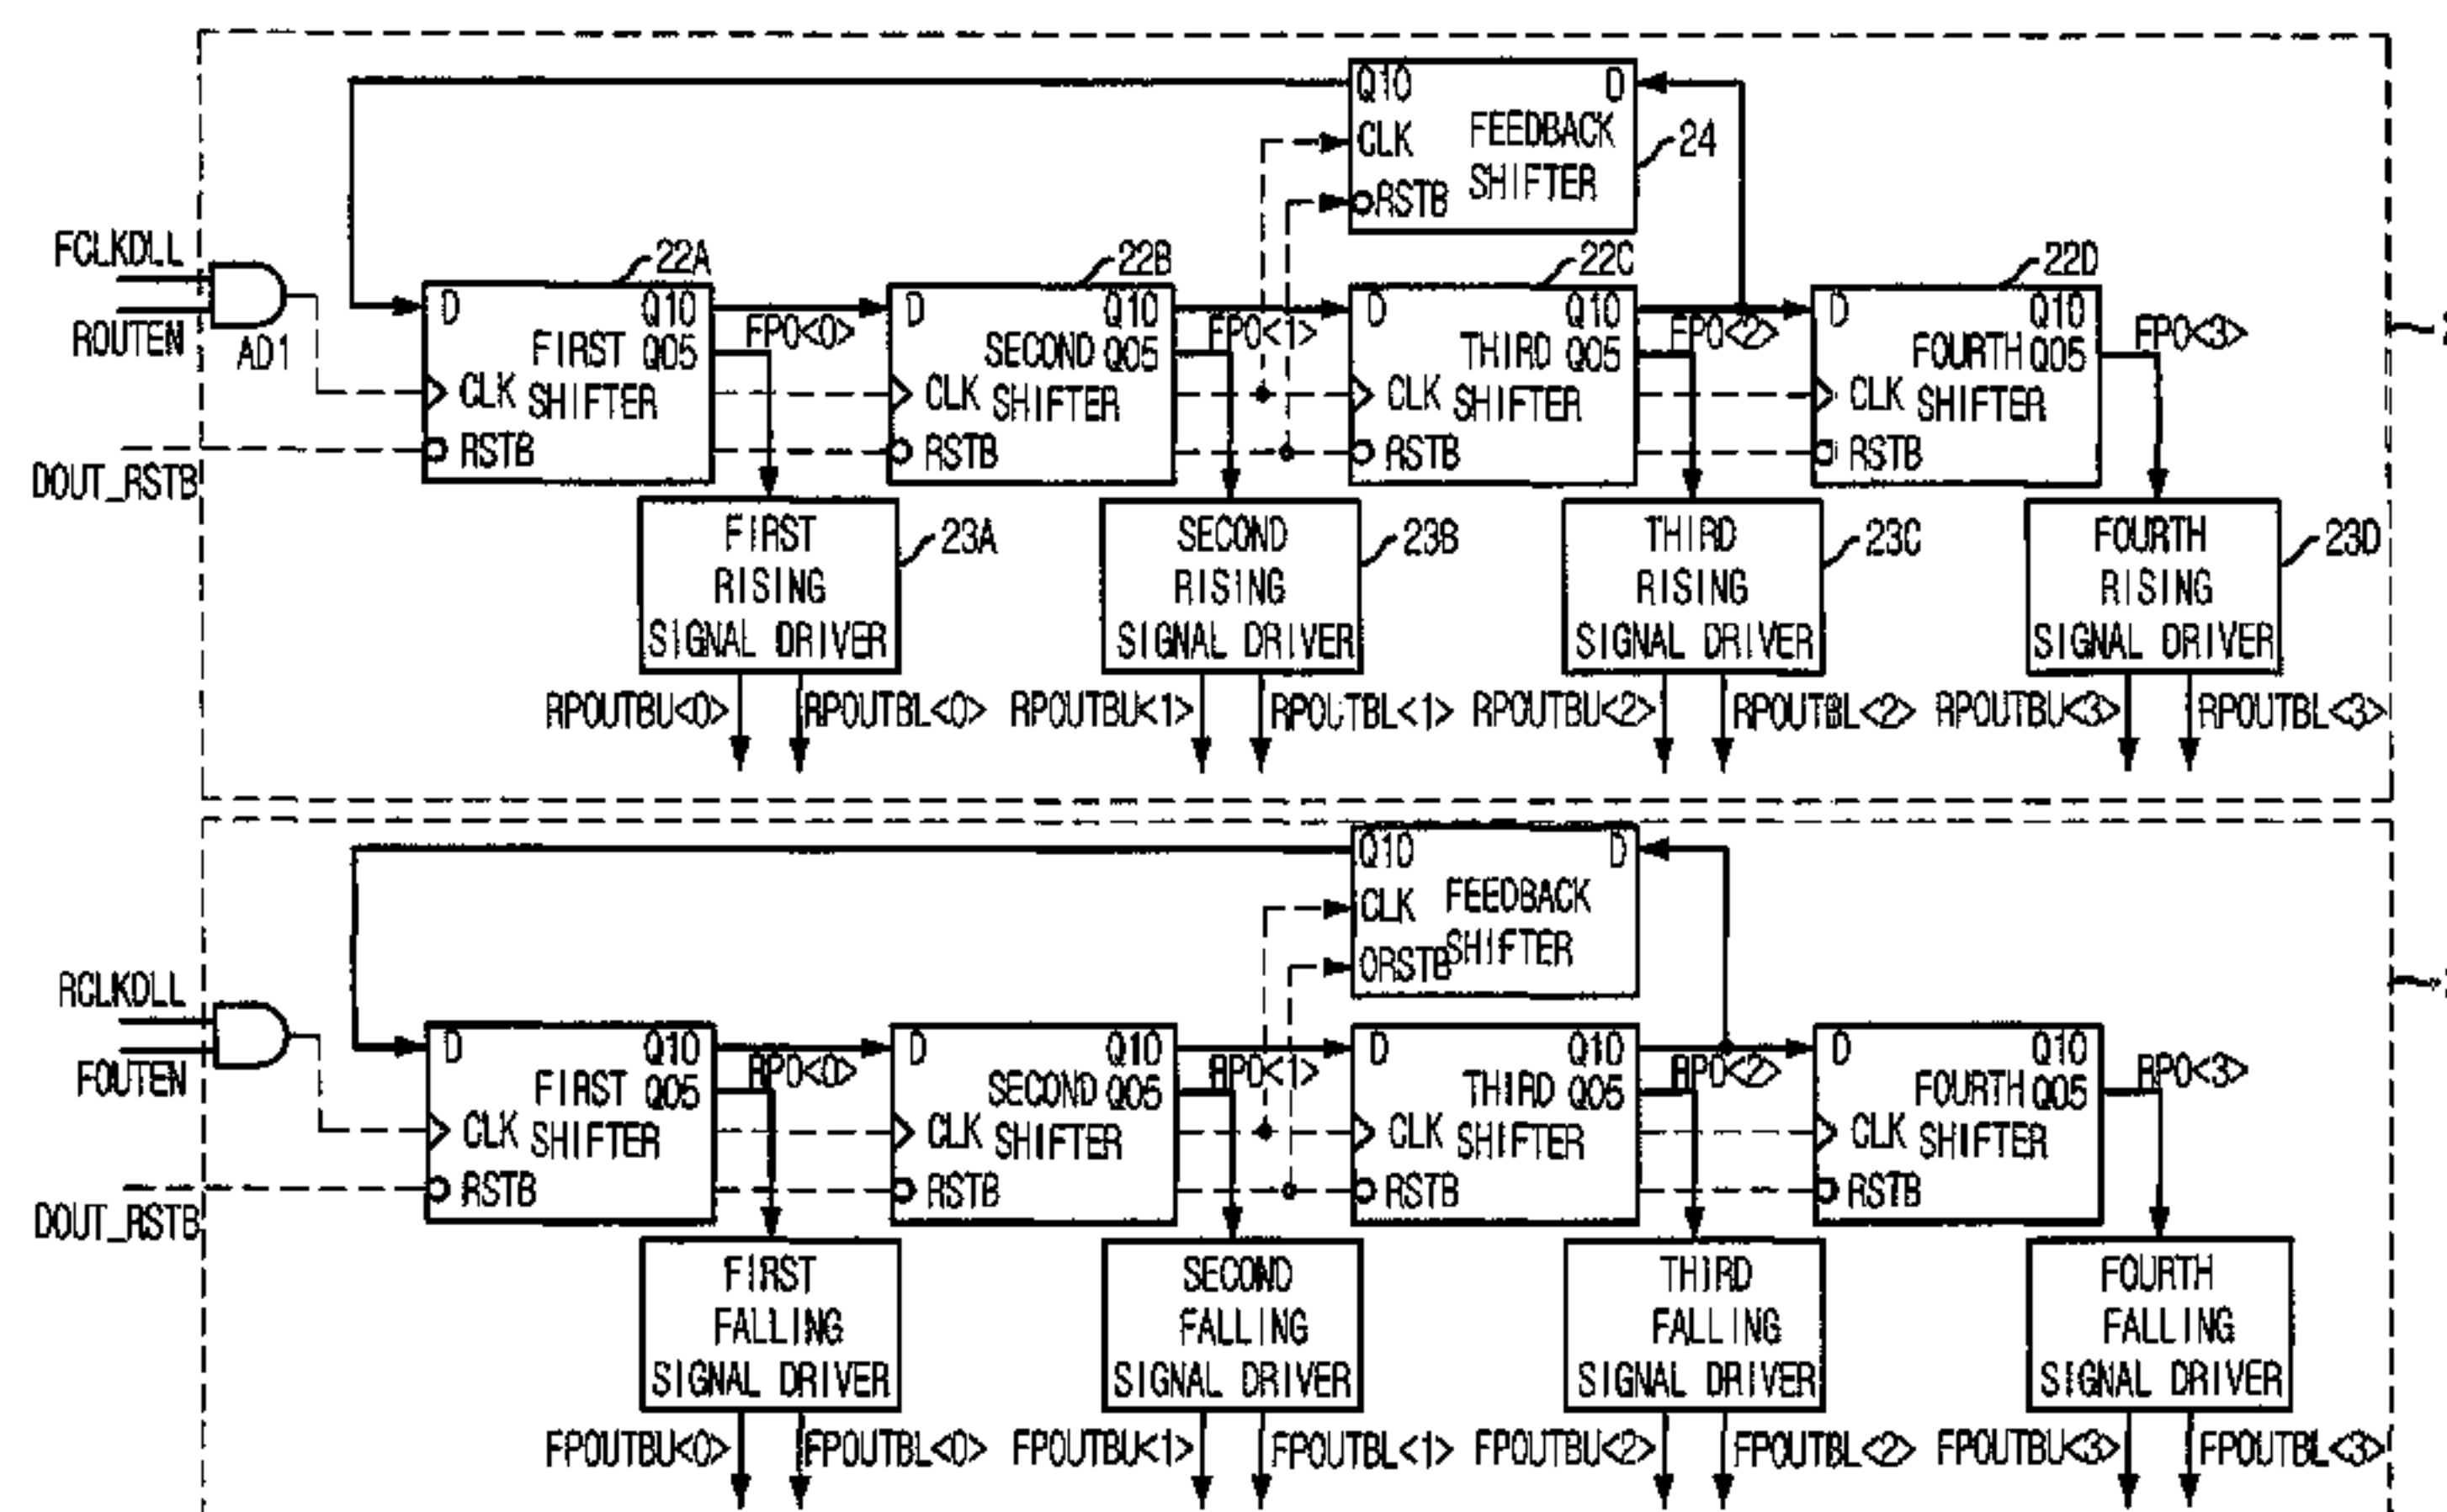 Q10 D
FEEDBACK
CLK
SHIFTER
RSTB
24
FCLKDLL
ROUTEN
AD1
DOUT_RSTB
22A
22B
22C
22D
D Q10
FIRST Q05
CLK SHIFTER
RSTB
FPO<0>
D Q10
SECOND Q05
CLK SHIFTER
RSTB
FPO<1>
D Q10
THIRD Q05
CLK SHIFTER
RSTB
FPO<2>
D Q10
FOURTH Q05
CLK SHIFTER
RSTB
FPO<3>
FIRST
RISING
SIGNAL DRIVER
23A
SECOND
RISING
SIGNAL DRIVER
23B
THIRD
RISING
SIGNAL DRIVER
23C
FOURTH
RISING
SIGNAL DRIVER
23D
RPOUTBU<0> RPOUTBL<0> RPOUTBU<1> RPOUTBL<1> RPOUTBU<2> RPOUTBL<2> RPOUTBU<3> RPOUTBL<3>
Q10 D
CLK FEEDBACK
ORSTB SHIFTER
RCLKDLL
FOUTEN
DOUT_RSTB
D Q10
FIRST Q05
CLK SHIFTER
RSTB
RPO<0>
D Q10
SECOND Q05
CLK SHIFTER
RSTB
RPO<1>
D Q10
THIRD Q05
CLK SHIFTER
RSTB
RPO<2>
D Q10
FOURTH Q05
CLK SHIFTER
RSTB
RPO<3>
FIRST
FALLING
SIGNAL DRIVER
SECOND
FALLING
SIGNAL DRIVER
THIRD
FALLING
SIGNAL DRIVER
FOURTH
FALLING
SIGNAL DRIVER
FPOUTBU<0> FPOUTBL<0> FPOUTBU<1> FPOUTBL<1> FPOUTBU<2> FPOUTBL<2> FPOUTBU<3> FPOUTBL<3>